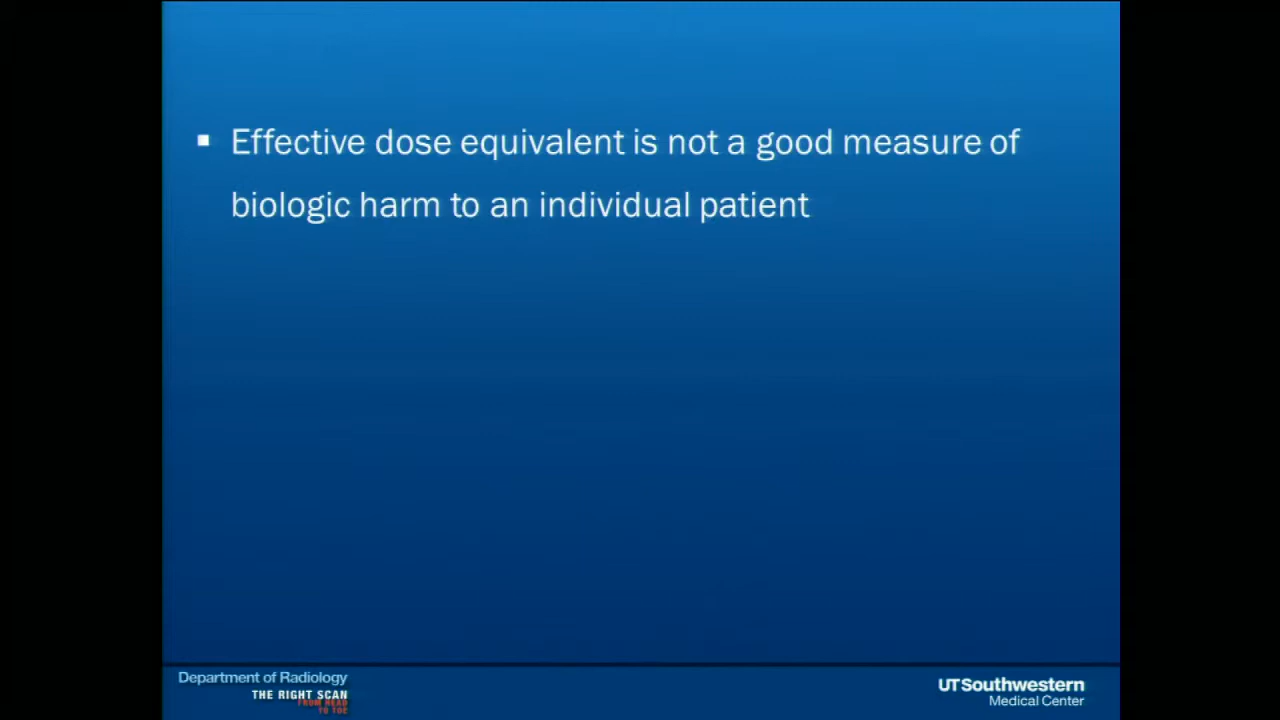 Effective dose equivalent is not a good measure of
biologic harm to an individual patient
Department of Radiology
THE RIGHT SCAN
FROM HEAD
TO TOE
UTSouthwestern
Medical Center